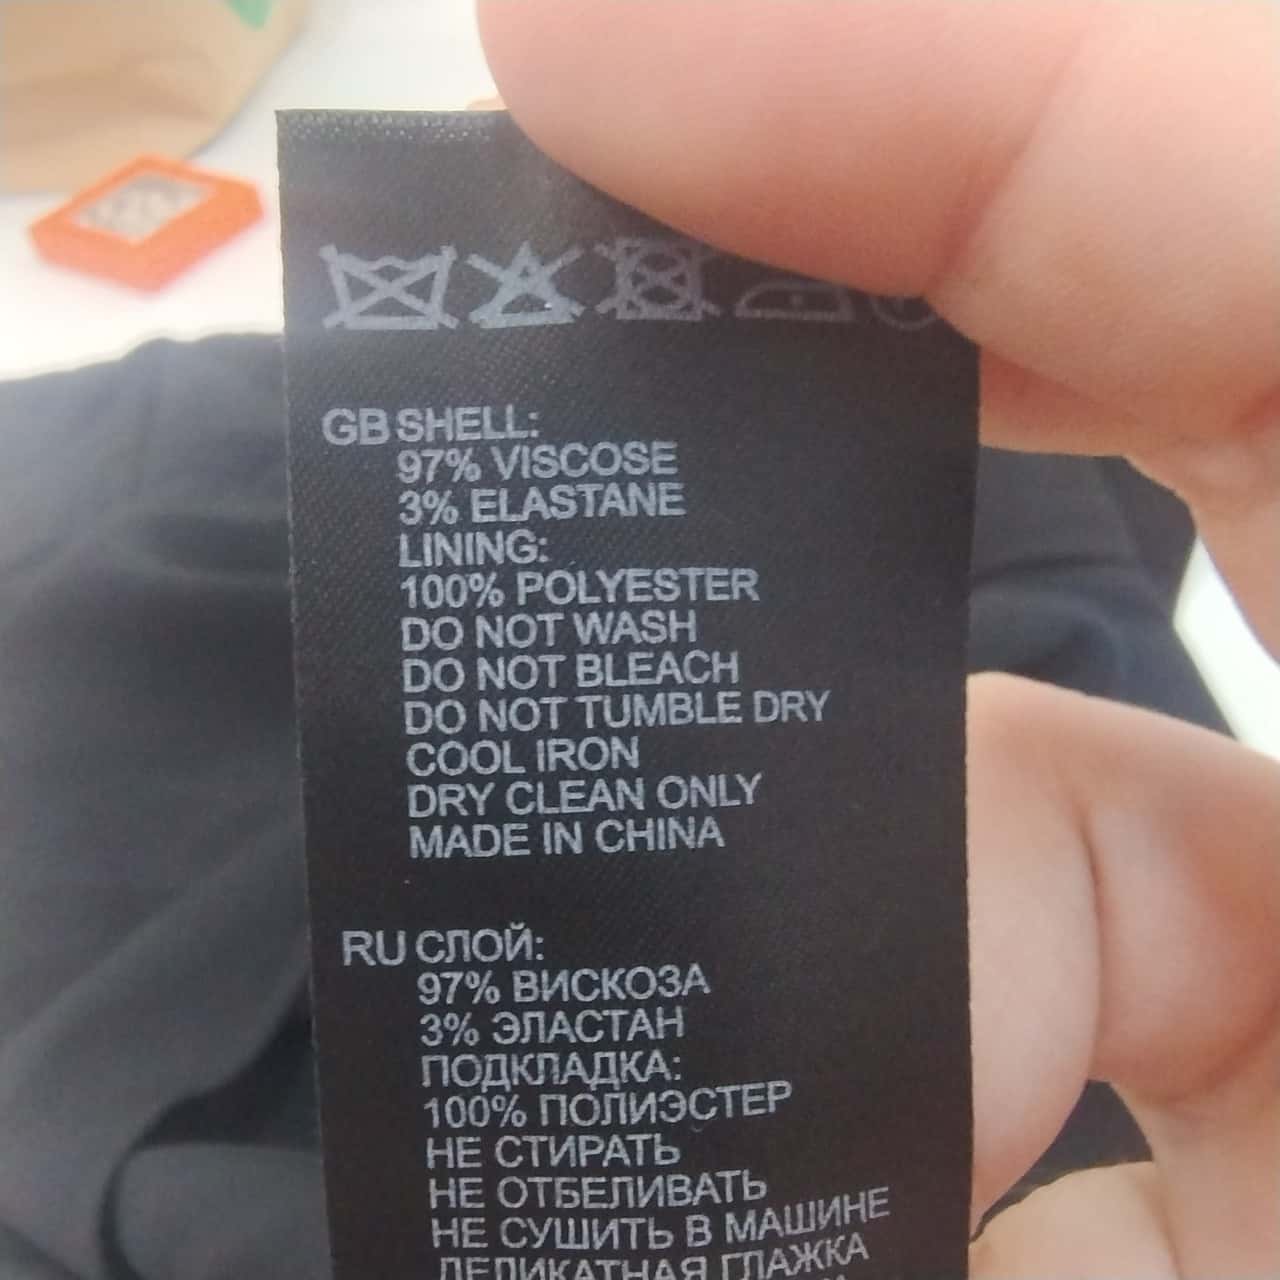 GB SHELL:
97% VISCOSE
3% ELASTANE
LINING:
100% POLYESTER
DO NOT WASH
DO NOT BLEACH
DO NOT TUMBLE DRY
COOL IRON
DRY CLEAN ONLY
MADE IN CHINA
RU СЛОЙ:
97% ВИСКОЗА
3% ЭЛАСТАН
ПОДКЛАДКА:
100% ПОЛИЭСТЕР
НЕ СТИРАТЬ
НЕ ОТБЕЛИВАТЬ
НЕ СУШИТЬ В МАШИНЕ
ДЕЛИКАТНАЯ ГЛАЖКА